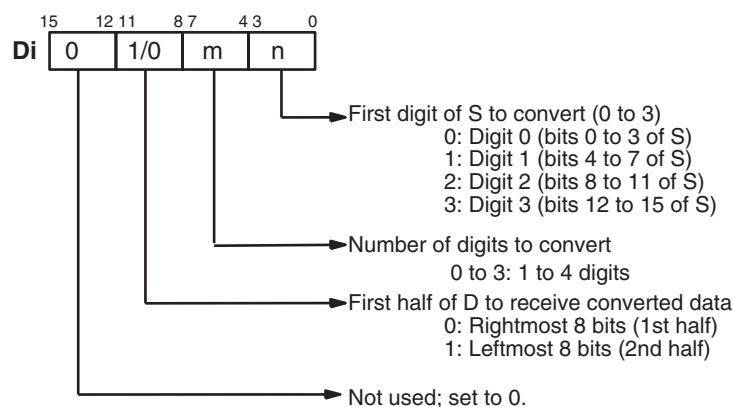 15 12 11 8 7 4 3 0
Di 0 1/0 m n
First digit of S to convert (0 to 3)
0: Digit 0 (bits 0 to 3 of S)
1: Digit 1 (bits 4 to 7 of S)
2: Digit 2 (bits 8 to 11 of S)
3: Digit 3 (bits 12 to 15 of S)
Number of digits to convert
0 to 3: 1 to 4 digits
First half of D to receive converted data
0: Rightmost 8 bits (1st half)
1: Leftmost 8 bits (2nd half)
Not used; set to 0.